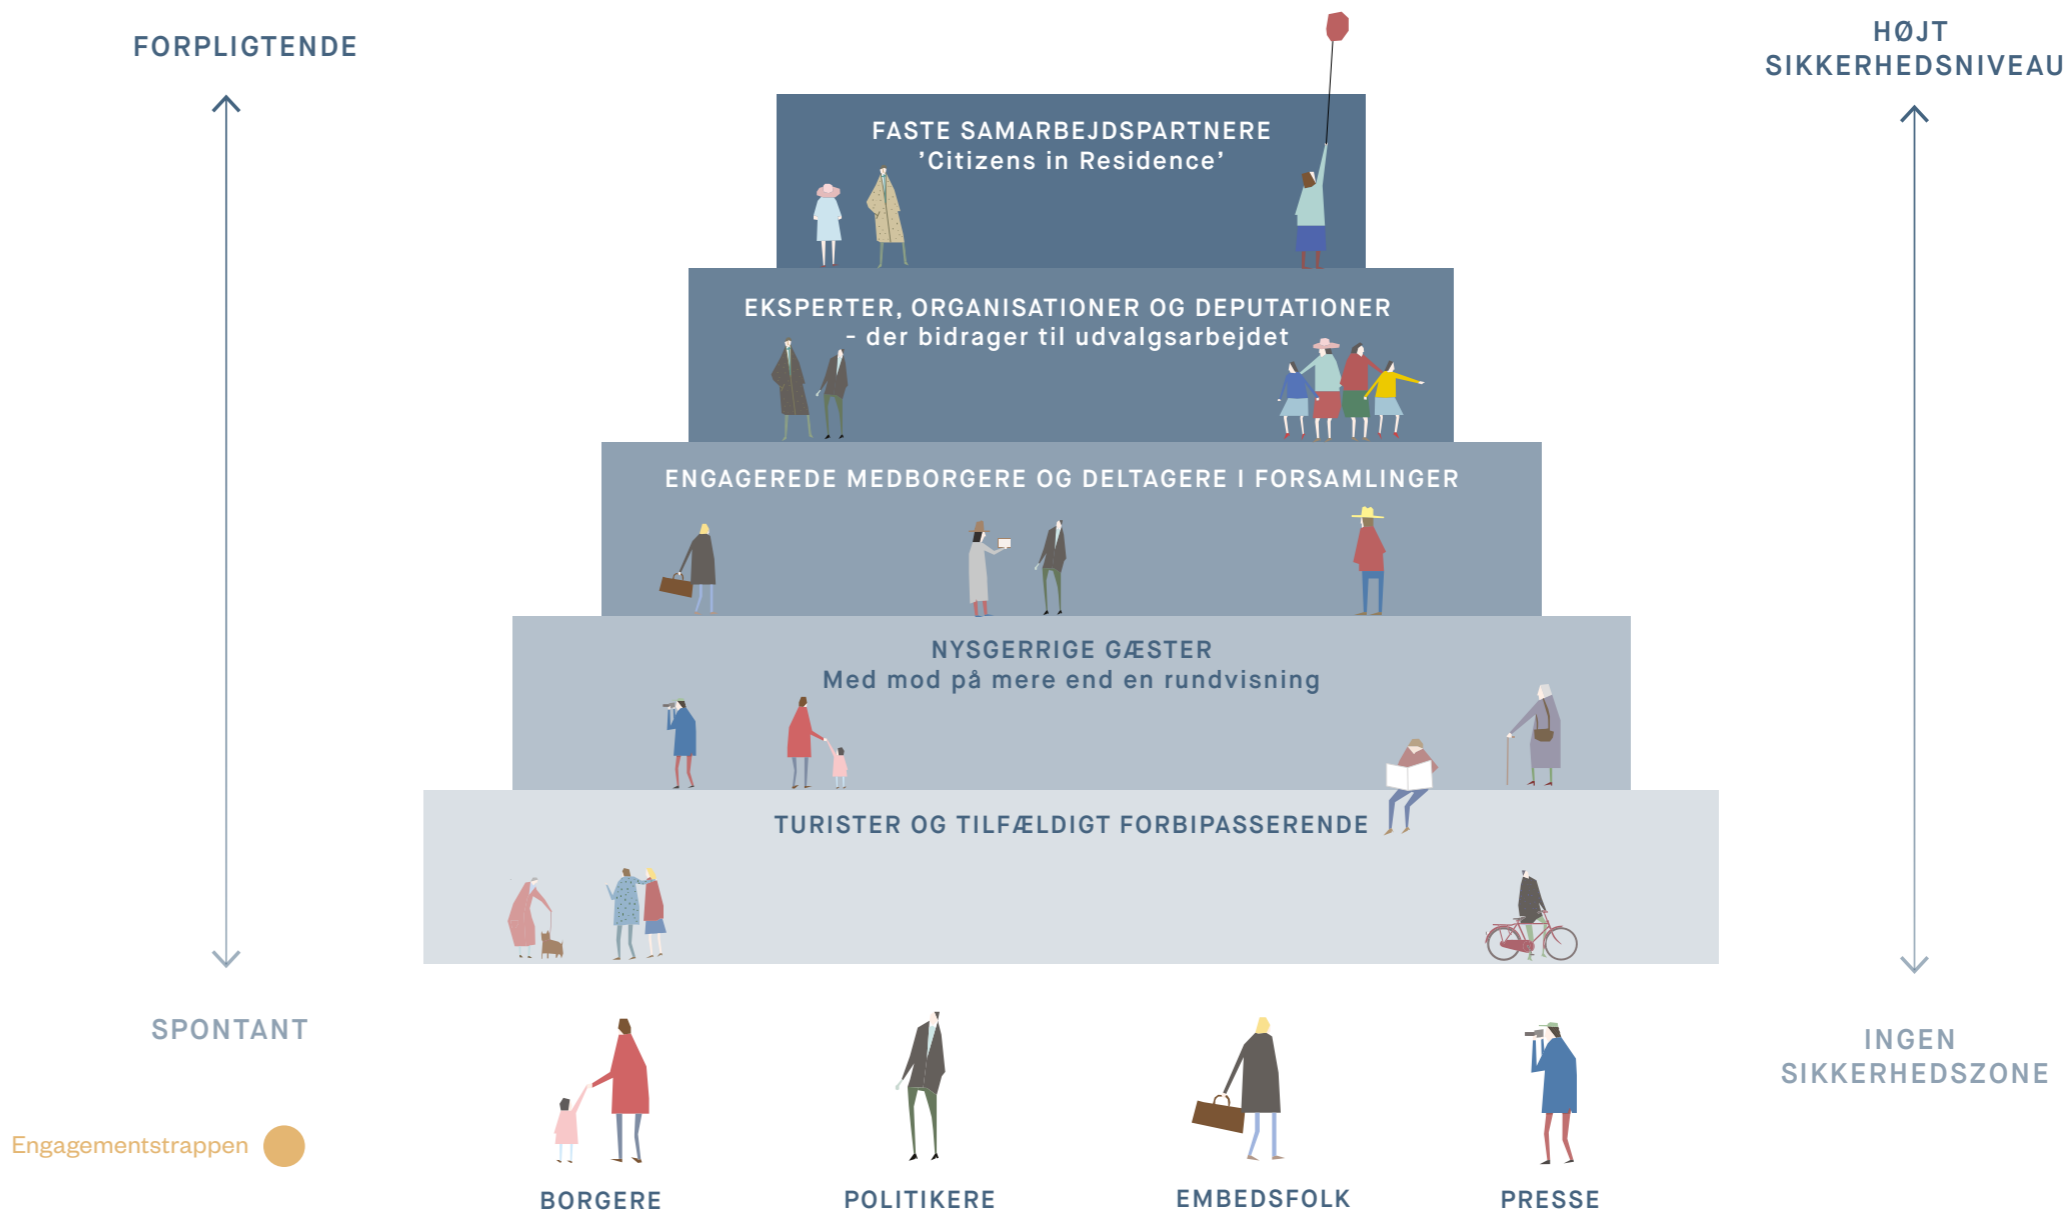 FORPLIGTENDE
HØJT
SIKKERHEDSNIVEAU
FASTE SAMARBEJDSPARTNERE
’Citizens in Residence’
EKSPERTER, ORGANISATIONER OG DEPUTATIONER
- der bidrager til udvalgsarbejdet
ENGAGEREDE MEDBORGERE OG DELTAGERE I FORSAMLINGER
NYSGERRIGE GÆSTER
Med mod på mere end en rundvisning
TURISTER OG TILFÆLDIGT FORBIPASSERENDE
SPONTANT
INGEN
SIKKERHEDSZONE
Engagementstrappen
BORGERE
POLITIKERE
EMBEDSFOLK
PRESSE